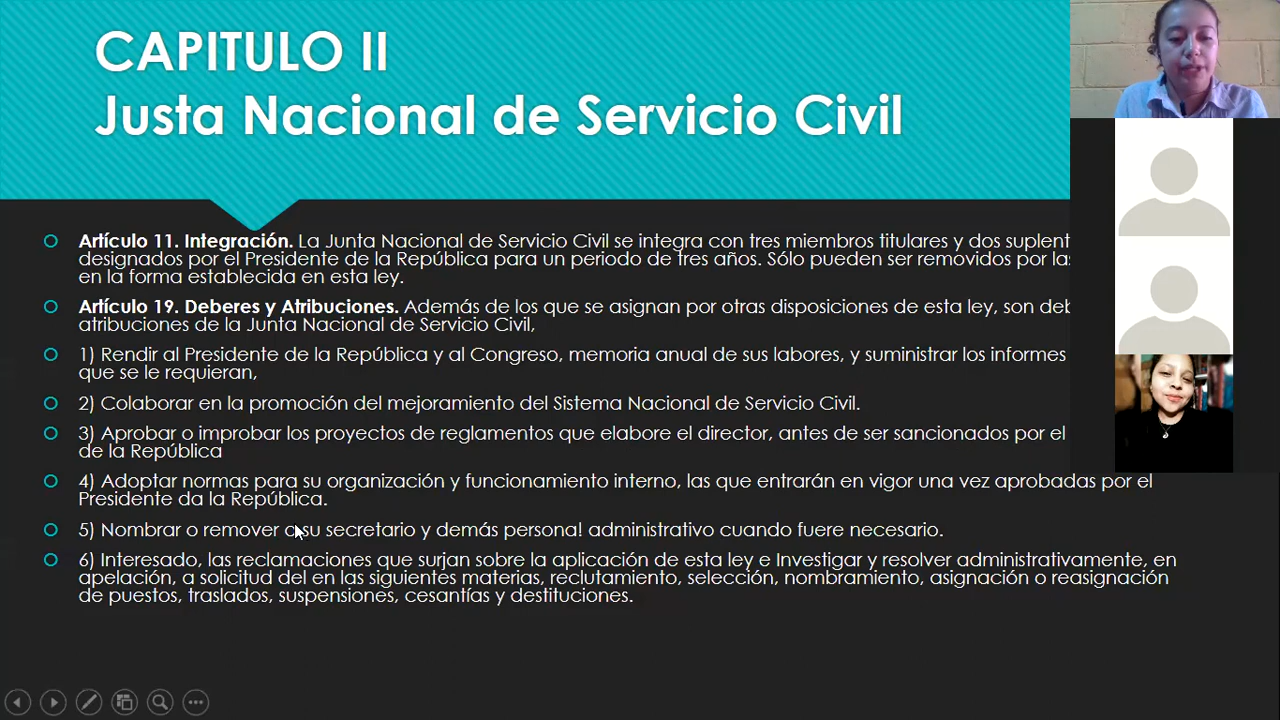 CAPITULO II
Justa Nacional de Servicio Civil
Artículo 11. Integración. La Junta Nacional de Servicio Civil se integra con tres miembros titulares y dos suplent
designados por el Presidente de la República para un periodo de tres años. Sólo pueden ser removidos por las
en la forma establecida en esta ley.
Artículo 19. Deberes y Atribuciones. Además de los que se asignan por otras disposiciones de esta ley, son deb
atribuciones de la Junta Nacional de Servicio Civil,
1) Rendir al Presidente de la República y al Congreso, memoria anual de sus labores, y suministrar los informes
que se le requieran,
2) Colaborar en la promoción del mejoramiento del Sistema Nacional de Servicio Civil.
3) Aprobar o improbar los proyectos de reglamentos que elabore el director, antes de ser sancionados por el
de la República
4) Adoptar normas para su organización y funcionamiento interno, las que entrarán en vigor una vez aprobadas por el
Presidente da la República.
5) Nombrar o remover a su secretario y demás persona! administrativo cuando fuere necesario.
6) Interesado, las reclamaciones que surjan sobre la aplicación de esta ley e Investigar y resolver administrativamente, en
apelación, a solicitud del en las siguientes materias, reclutamiento, selección, nombramiento, asignación o reasignación
de puestos, traslados, suspensiones, cesantías y destituciones.